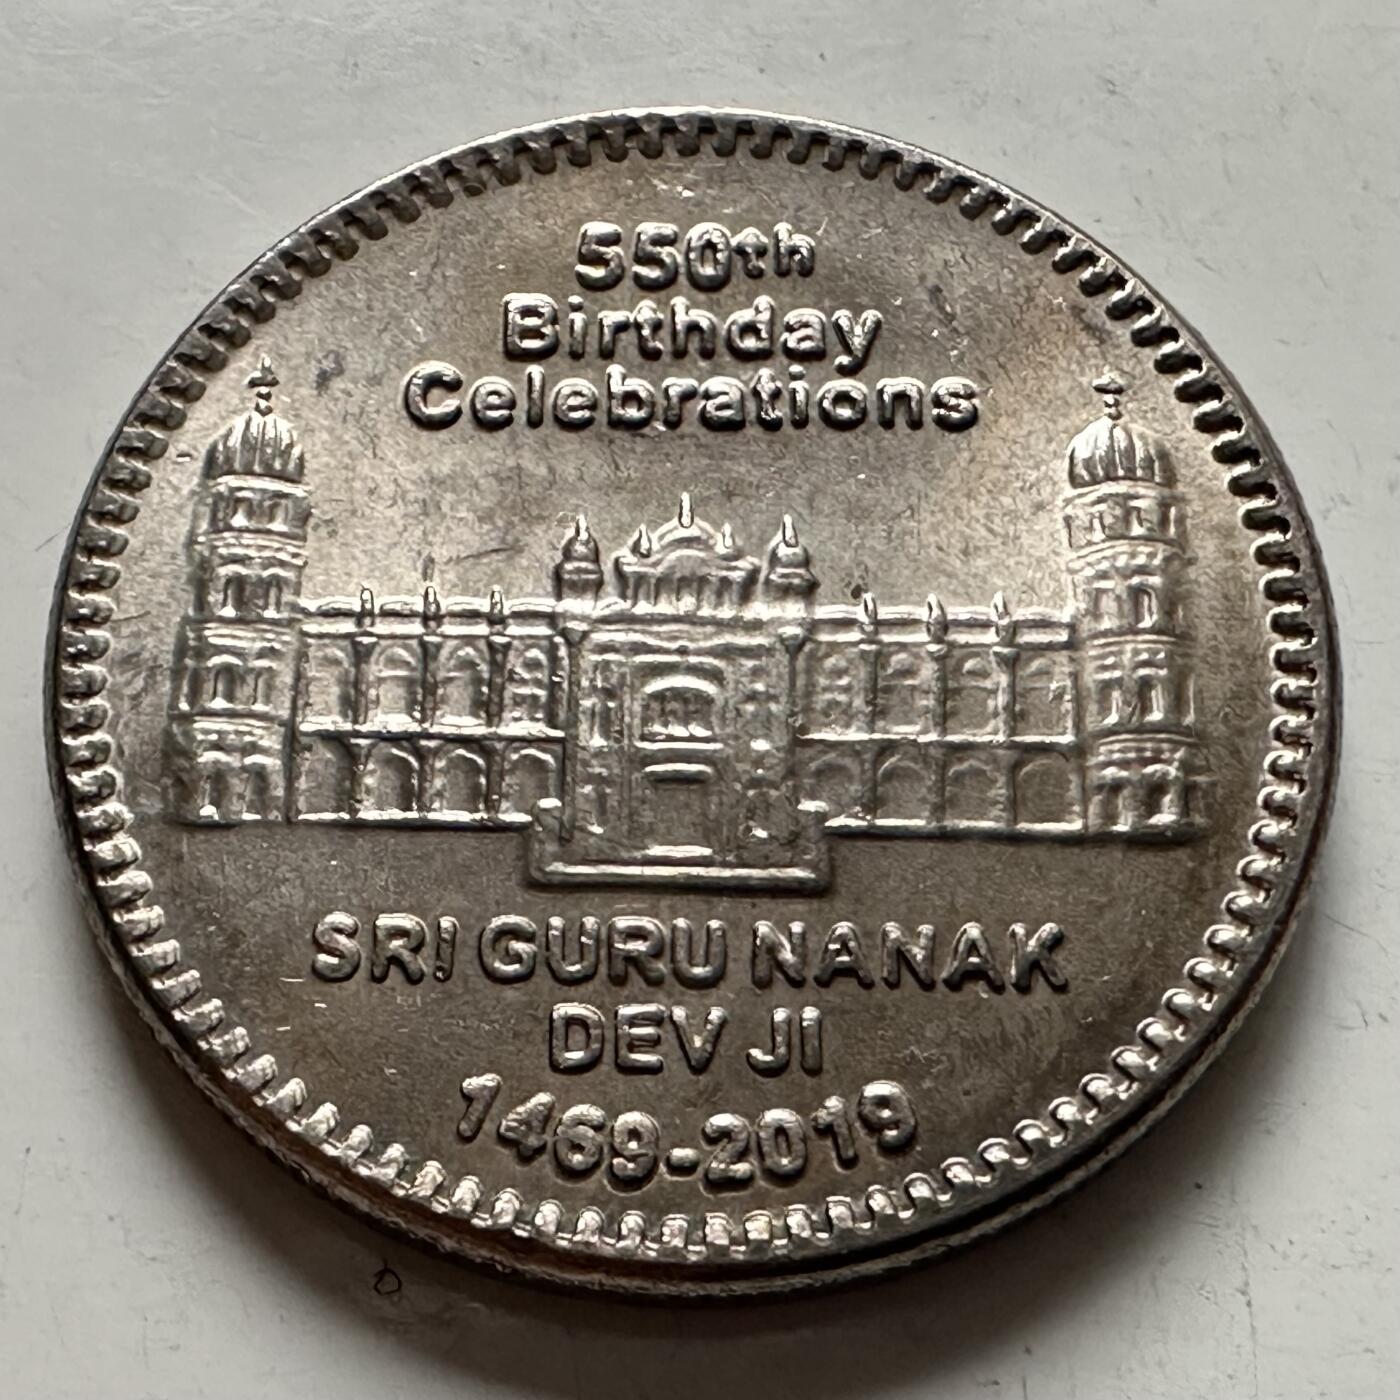 550th
Birthday
Celebrations
SRI GURU NANAK
DEV JI
1469-2019